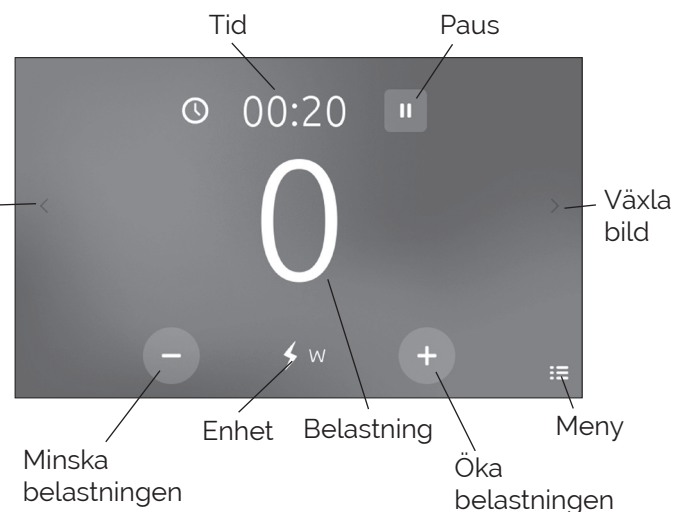 Tid
Paus
00:20
0
Växla
bild
W
Enhet
Belastning
Meny
Minska
belastningen
Öka
belastningen